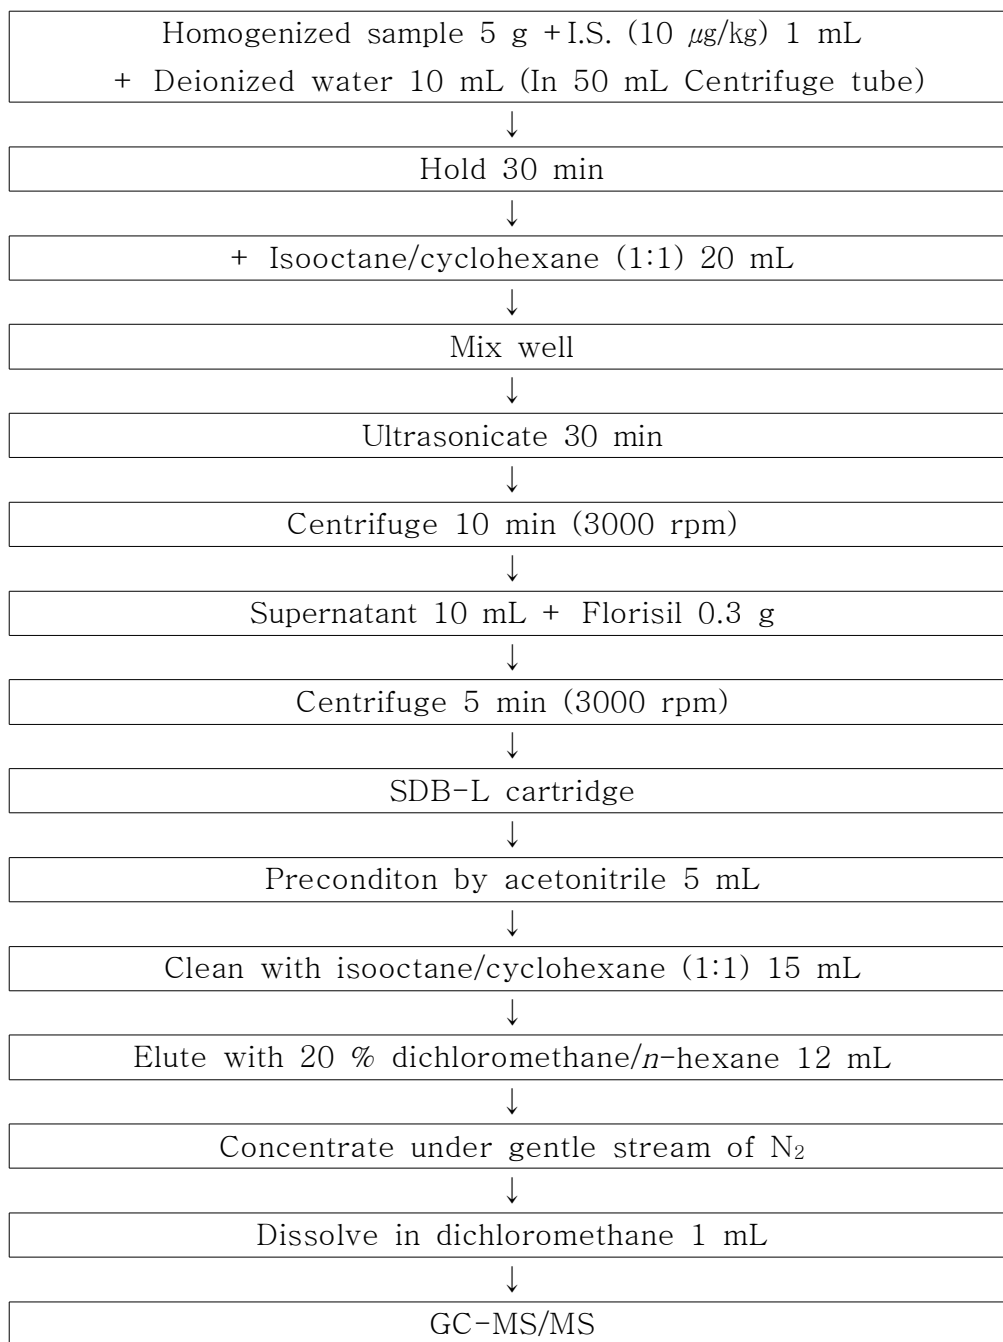 Homogenized sample 5 g +I.S. (10 ㎍/㎏) 1 mL
+ Deionized water 10 mL (In 50 mL Centrifuge tube)
↓
Hold 30 min
↓
+ Isooctane/cyclohexane (1:1) 20 mL
↓
Mix well
↓
Ultrasonicate 30 min
↓
Centrifuge 10 min (3000 rpm)
↓
Supernatant 10 mL + Florisil 0.3 g
↓
Centrifuge 5 min (3000 rpm)
↓
SDB-L cartridge
↓
Preconditon by acetonitrile 5 mL
↓
Clean with isooctane/cyclohexane (1:1) 15 mL
↓
Elute with 20 % dichloromethane/n-hexane 12 mL
↓
Concentrate under gentle stream of N₂
↓
Dissolve in dichloromethane 1 mL
↓
GC-MS/MS